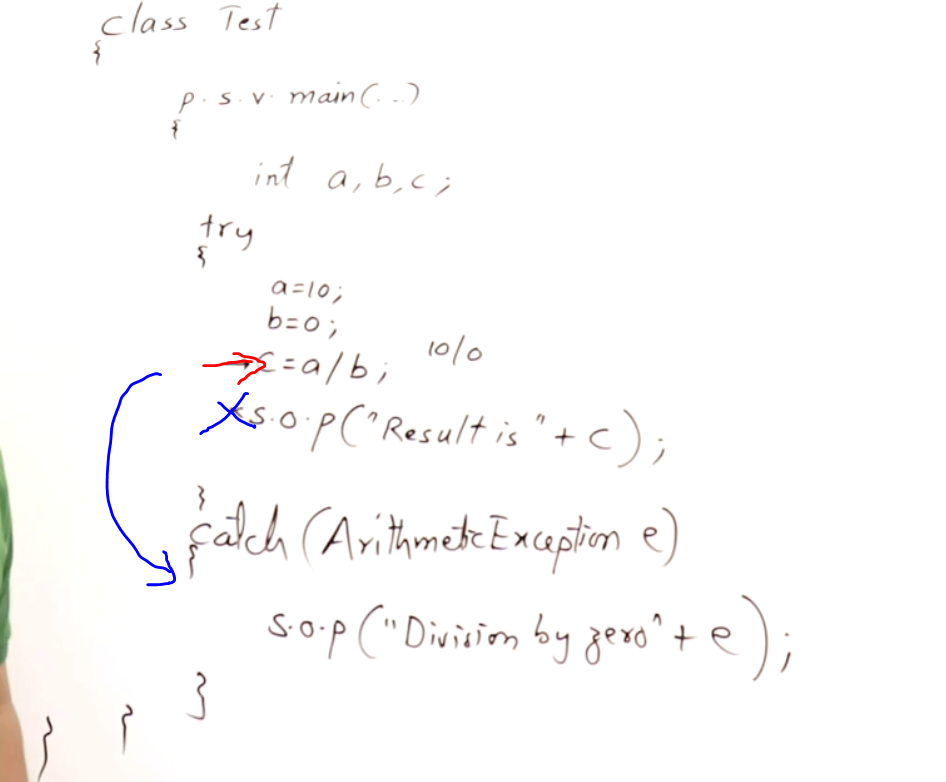 class Test
{
p.s.v. main(...)
{
int a, b, c;
try
{
a=10;
b=0;
c=a/b; 10/0
s.o.p("Result is "+ c);
}
catch (ArithmeticException e)
{
s.o.p("Division by zero"+ e);
}
} }